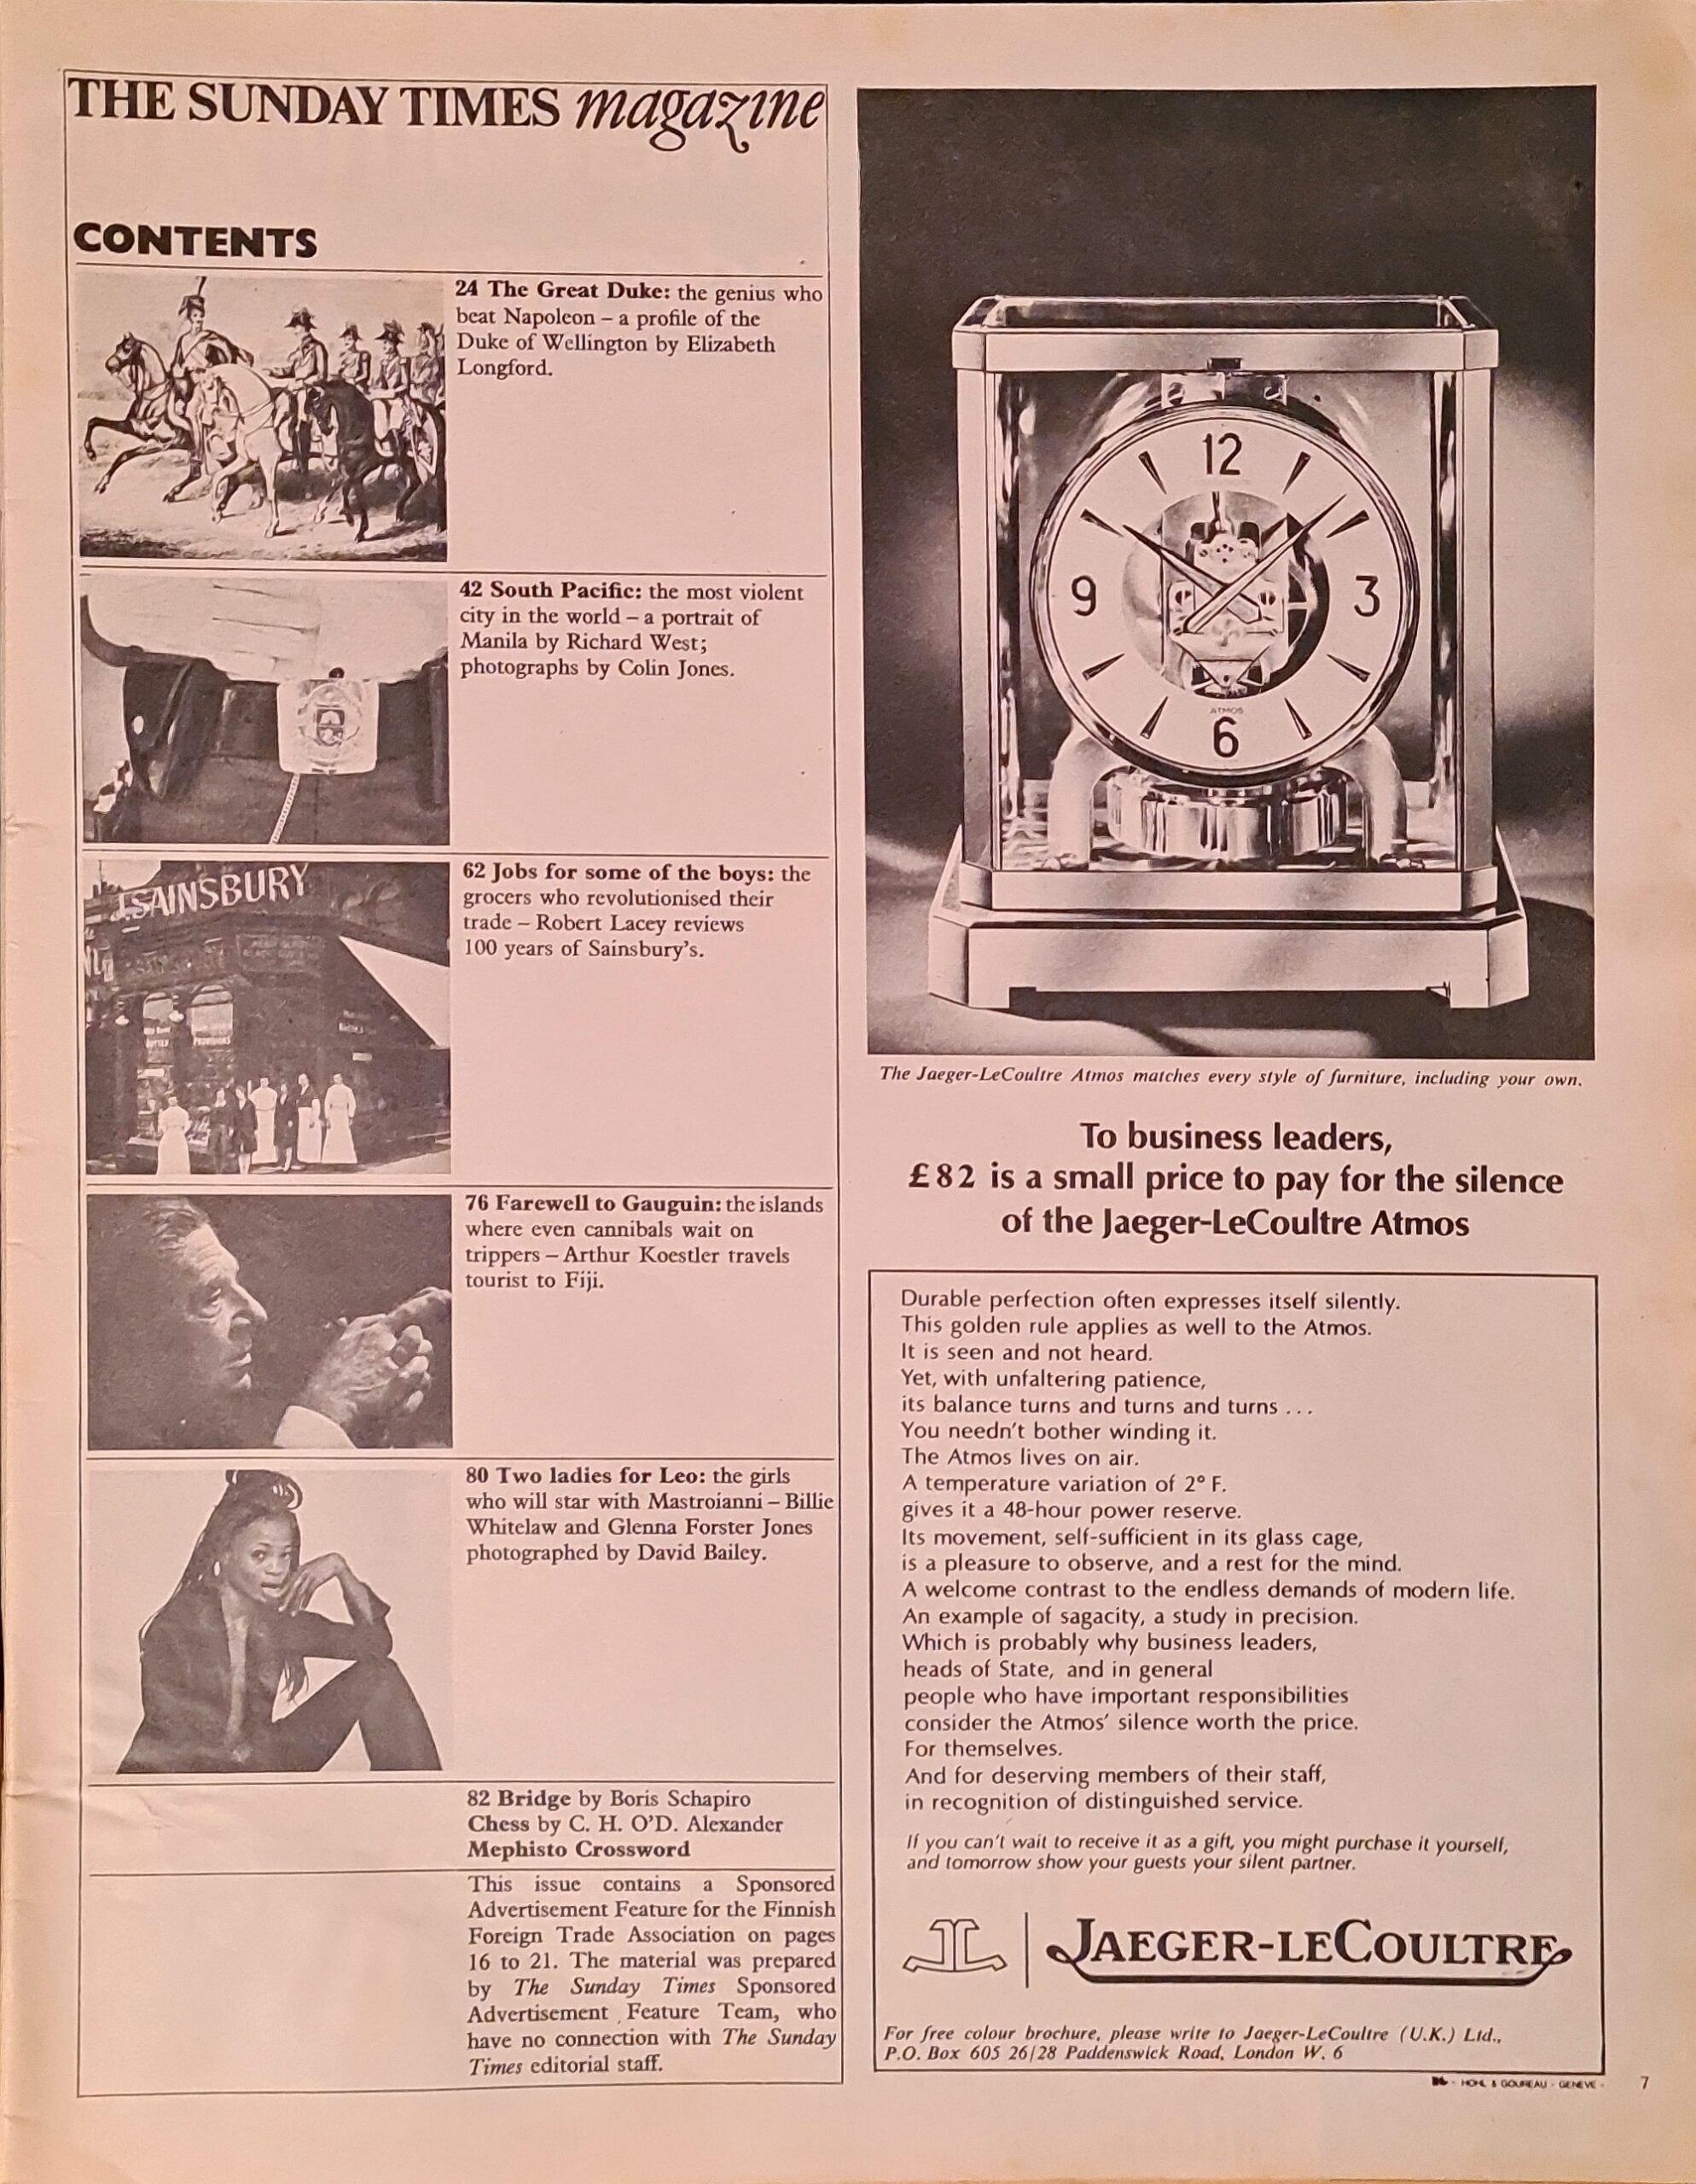 THE SUNDAY TIMES magazine
CONTENTS
24 The Great Duke: the genius who
beat Napoleon – a profile of the
Duke of Wellington by Elizabeth
Longford.
42 South Pacific: the most violent
city in the world – a portrait of
Manila by Richard West;
photographs by Colin Jones.
J. SAINSBURY
62 Jobs for some of the boys: the
grocers who revolutionised their
trade – Robert Lacey reviews
100 years of Sainsbury's.
76 Farewell to Gauguin: the islands
where even cannibals wait on
trippers – Arthur Koestler travels
tourist to Fiji.
80 Two ladies for Leo: the girls
who will star with Mastroianni – Billie
Whitelaw and Glenna Forster Jones
photographed by David Bailey.
82 Bridge by Boris Schapiro
Chess by C. H. O'D. Alexander
Mephisto Crossword
This issue contains a Sponsored
Advertisement Feature for the Finnish
Foreign Trade Association on pages
16 to 21. The material was prepared
by The Sunday Times Sponsored
Advertisement Feature Team, who
have no connection with The Sunday
Times editorial staff.
12
9
3
ATMOS
6
The Jaeger-LeCoultre Atmos matches every style of furniture, including your own.
To business leaders,
£82 is a small price to pay for the silence
of the Jaeger-LeCoultre Atmos
Durable perfection often expresses itself silently.
This golden rule applies as well to the Atmos.
It is seen and not heard.
Yet, with unfaltering patience,
its balance turns and turns and turns ...
You needn't bother winding it.
The Atmos lives on air.
A temperature variation of 2° F.
gives it a 48-hour power reserve.
Its movement, self-sufficient in its glass cage,
is a pleasure to observe, and a rest for the mind.
A welcome contrast to the endless demands of modern life.
An example of sagacity, a study in precision.
Which is probably why business leaders,
heads of State, and in general
people who have important responsibilities
consider the Atmos' silence worth the price.
For themselves.
And for deserving members of their staff,
in recognition of distinguished service.
If you can't wait to receive it as a gift, you might purchase it yourself,
and tomorrow show your guests your silent partner.
JL JAEGER-LECOULTRE
For free colour brochure, please write to Jaeger-LeCoultre (U.K.) Ltd.,
P.O. Box 605 26/28 Paddenswick Road, London W. 6
HOHL & GOUREAU - GENEVE -
7